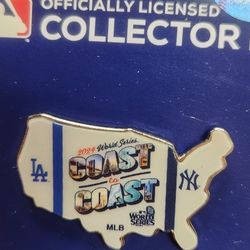 OFFICIALLY LICENSED
COLLECTOR
2024 World Series
COAST
to
COAST
LA
NY
WORLD
SERIES
MLB